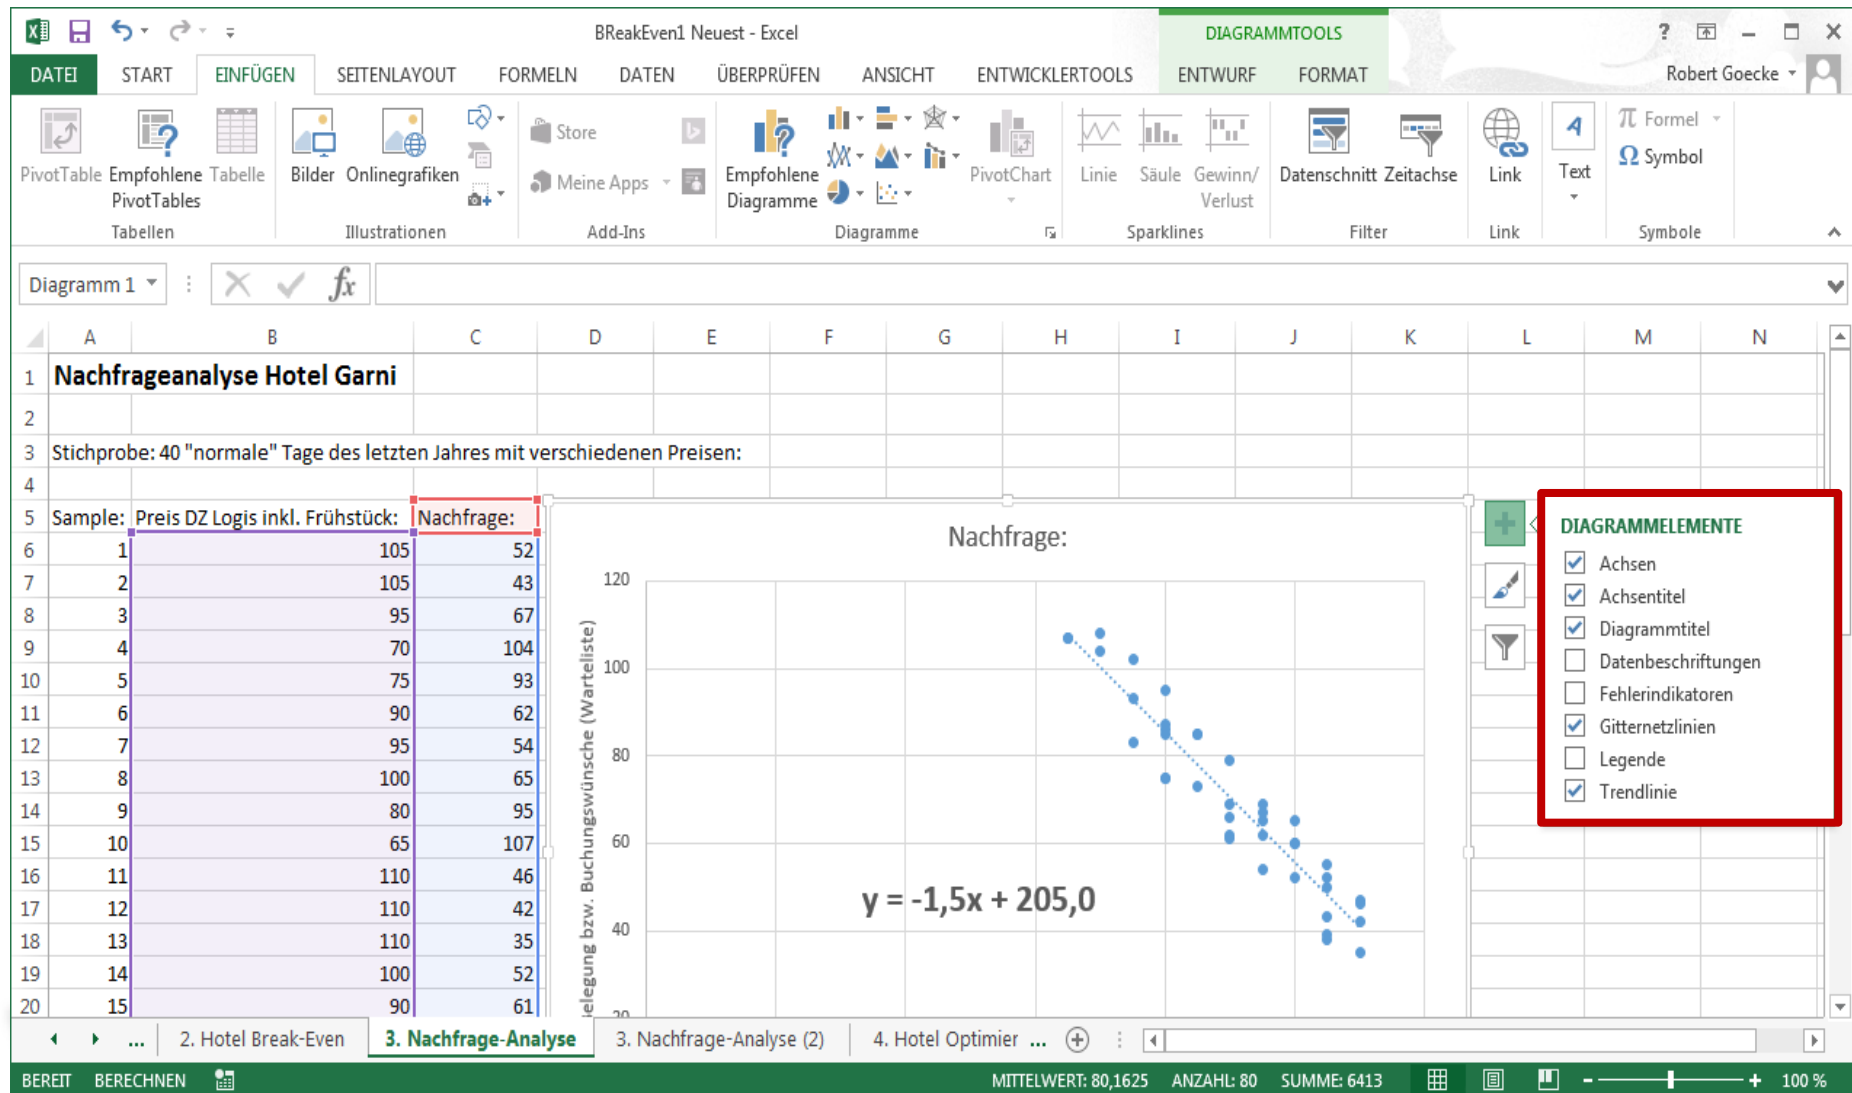 BReakEven1 Neuest - Excel
DIAGRAMMTOOLS
?
DATEI START EINFÜGEN SEITENLAYOUT FORMELN DATEN ÜBERPRÜFEN ANSICHT ENTWICKLERTOOLS ENTWURF FORMAT Robert Goecke
PivotTable Empfohlene PivotTables Tabelle Bilder Onlinegrafiken Store Meine Apps Empfohlene Diagramme PivotChart Linie Säule Gewinn/ Verlust Datenschnitt Zeitachse Link Text Formel Symbol
Tabellen Illustrationen Add-Ins Diagramme Sparklines Filter Link Symbole
Diagramm 1 fx
A B C D E F G H I J K L M N
1 Nachfrageanalyse Hotel Garni
2
3 Stichprobe: 40 "normale" Tage des letzten Jahres mit verschiedenen Preisen:
4
5 Sample: Preis DZ Logis inkl. Frühstück: Nachfrage:
6 1 105 52
7 2 105 43
8 3 95 67
9 4 70 104
10 5 75 93
11 6 90 62
12 7 95 54
13 8 100 65
14 9 80 95
15 10 65 107
16 11 110 46
17 12 110 42
18 13 110 35
19 14 100 52
20 15 90 61
Nachfrage:
120
100
80
60
40
20
bzw. Buchungswünsche (Warteliste)
y = -1,5x + 205,0
DIAGRAMMELEMENTE
Achsen
Achsentitel
Diagrammtitel
Datenbeschriftungen
Fehlerindikatoren
Gitternetzlinien
Legende
Trendlinie
... 2. Hotel Break-Even 3. Nachfrage-Analyse 3. Nachfrage-Analyse (2) 4. Hotel Optimier ...
BEREIT BERECHNEN MITTELWERT: 80,1625 ANZAHL: 80 SUMME: 6413 100 %